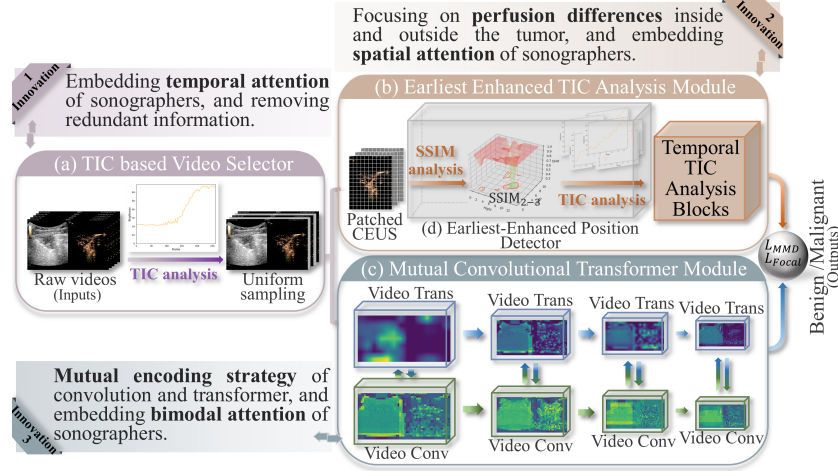 Focusing on perfusion differences inside
and outside the tumor, and embedding
spatial attention of sonographers.
2
Innovation
1
Innovation
Embedding temporal attention
of sonographers, and removing
redundant information.
(a) TIC based Video Selector
Raw videos
(Inputs)
TIC analysis
Uniform
sampling
(b) Earliest Enhanced TIC Analysis Module
Patched
CEUS
SSIM
analysis
SSIM₂₋₃
TIC analysis
(d) Earliest-Enhanced Position
Detector
Temporal
TIC
Analysis
Blocks
(c) Mutual Convolutional Transformer Module
Video Trans
Video Trans
Video Trans
Video Trans
Video Conv
Video Conv
Video Conv
Video Conv
L_MMD
L_Focal
Benign /Malignant
(Outputs)
Mutual encoding strategy of
convolution and transformer, and
embedding bimodal attention of
sonographers.
Innovation
3